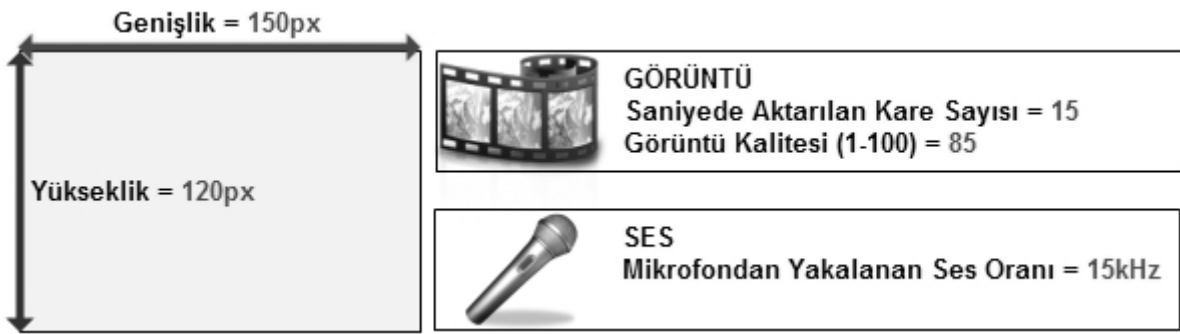 Genişlik = 150px
Yükseklik = 120px
GÖRÜNTÜ
Saniyede Aktarılan Kare Sayısı = 15
Görüntü Kalitesi (1-100) = 85
SES
Mikrofondan Yakalanan Ses Oranı = 15kHz